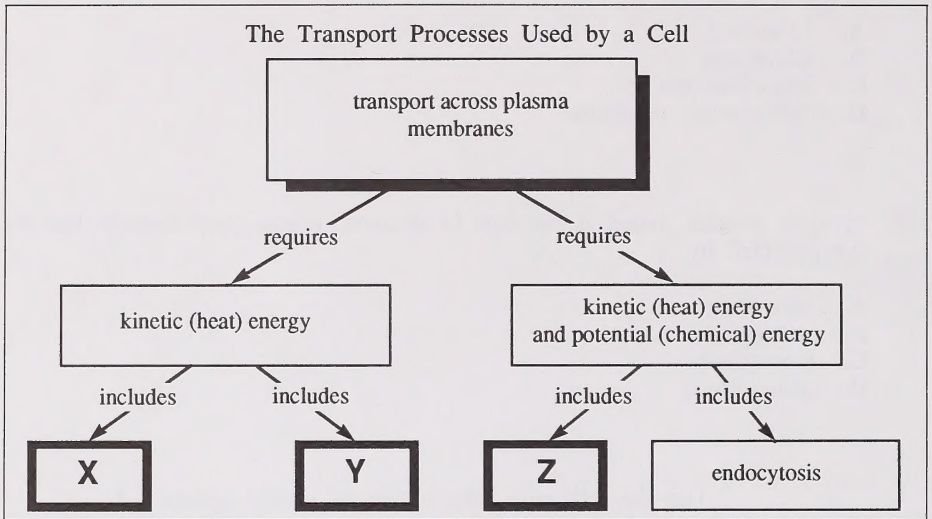 The Transport Processes Used by a Cell
transport across plasma
membranes
requires
requires
kinetic (heat) energy
kinetic (heat) energy
and potential (chemical) energy
includes
includes
includes
includes
X
Y
Z
endocytosis